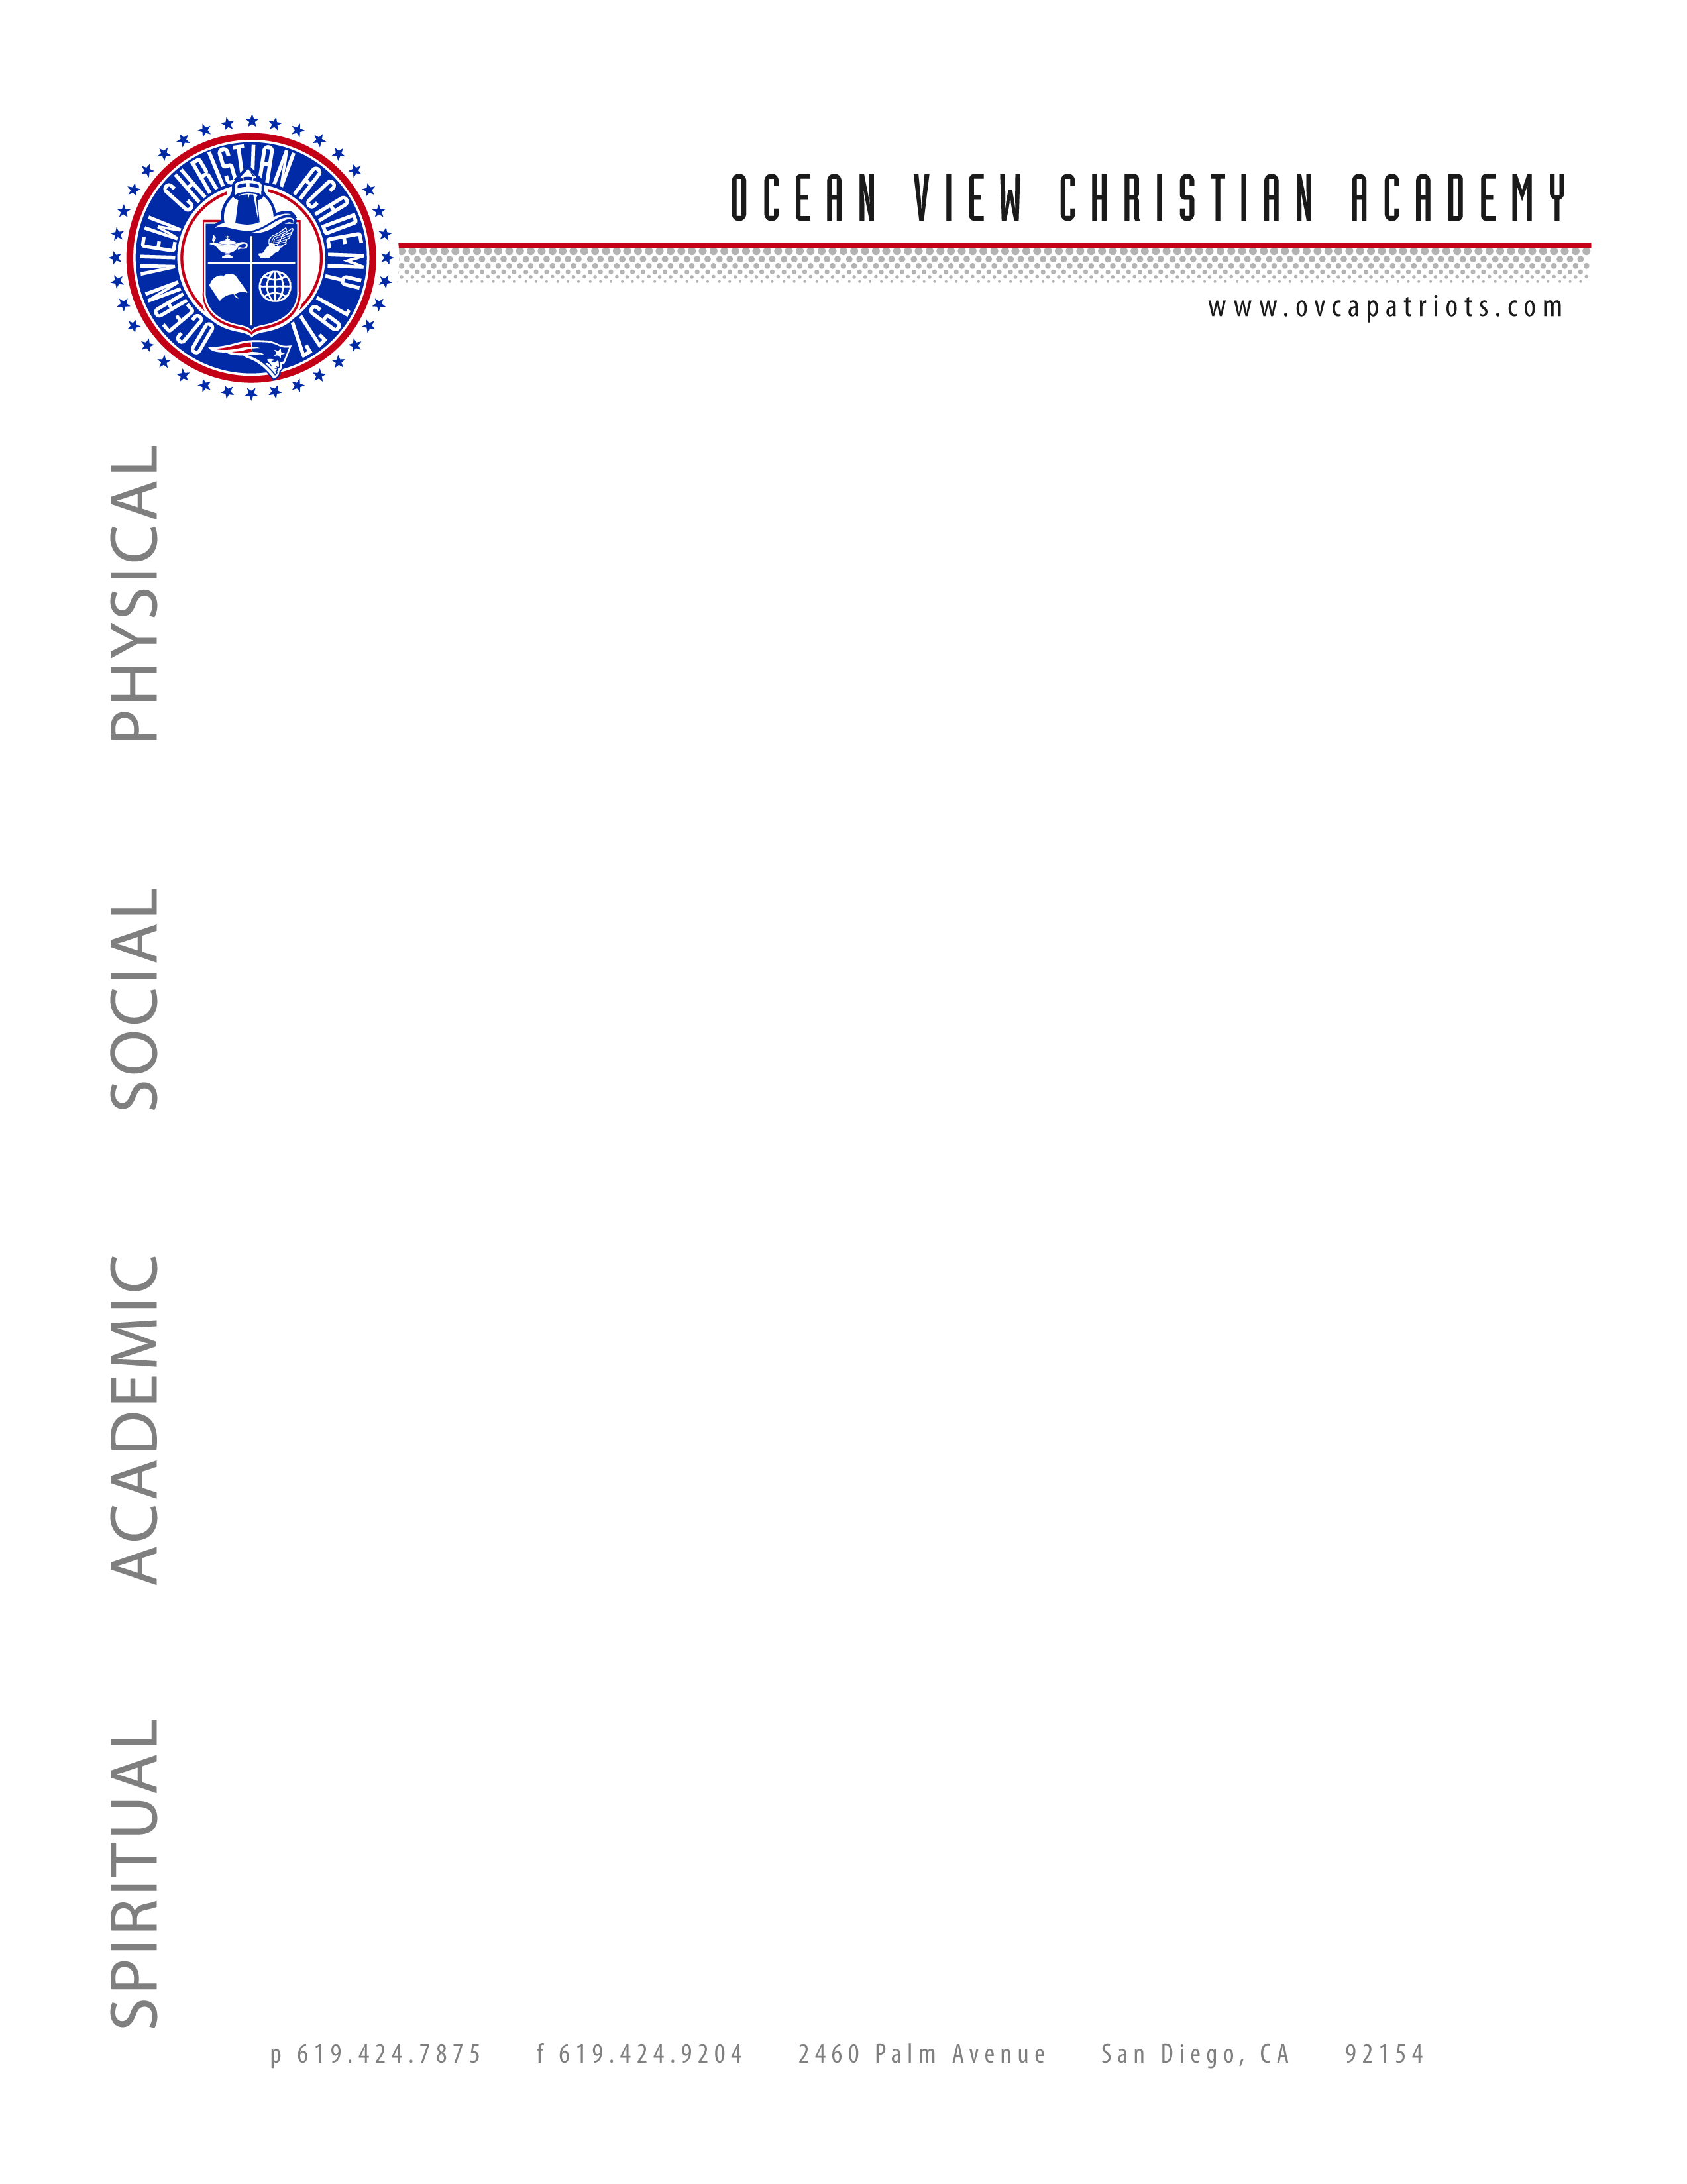 OCEAN VIEW CHRISTIAN ACADEMY 1977
OCEAN VIEW CHRISTIAN ACADEMY
www.ovcapatriots.com
PHYSICAL
SOCIAL
ACADEMIC
SPIRITUAL
p 619.424.7875 f 619.424.9204 2460 Palm Avenue San Diego, CA 92154